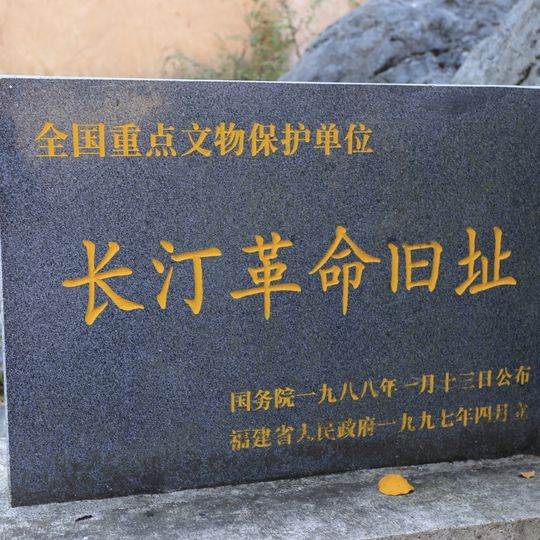 全国重点文物保护单位
长汀革命旧址
国务院一九八八年一月十三日公布
福建省人民政府一九九七年四月立